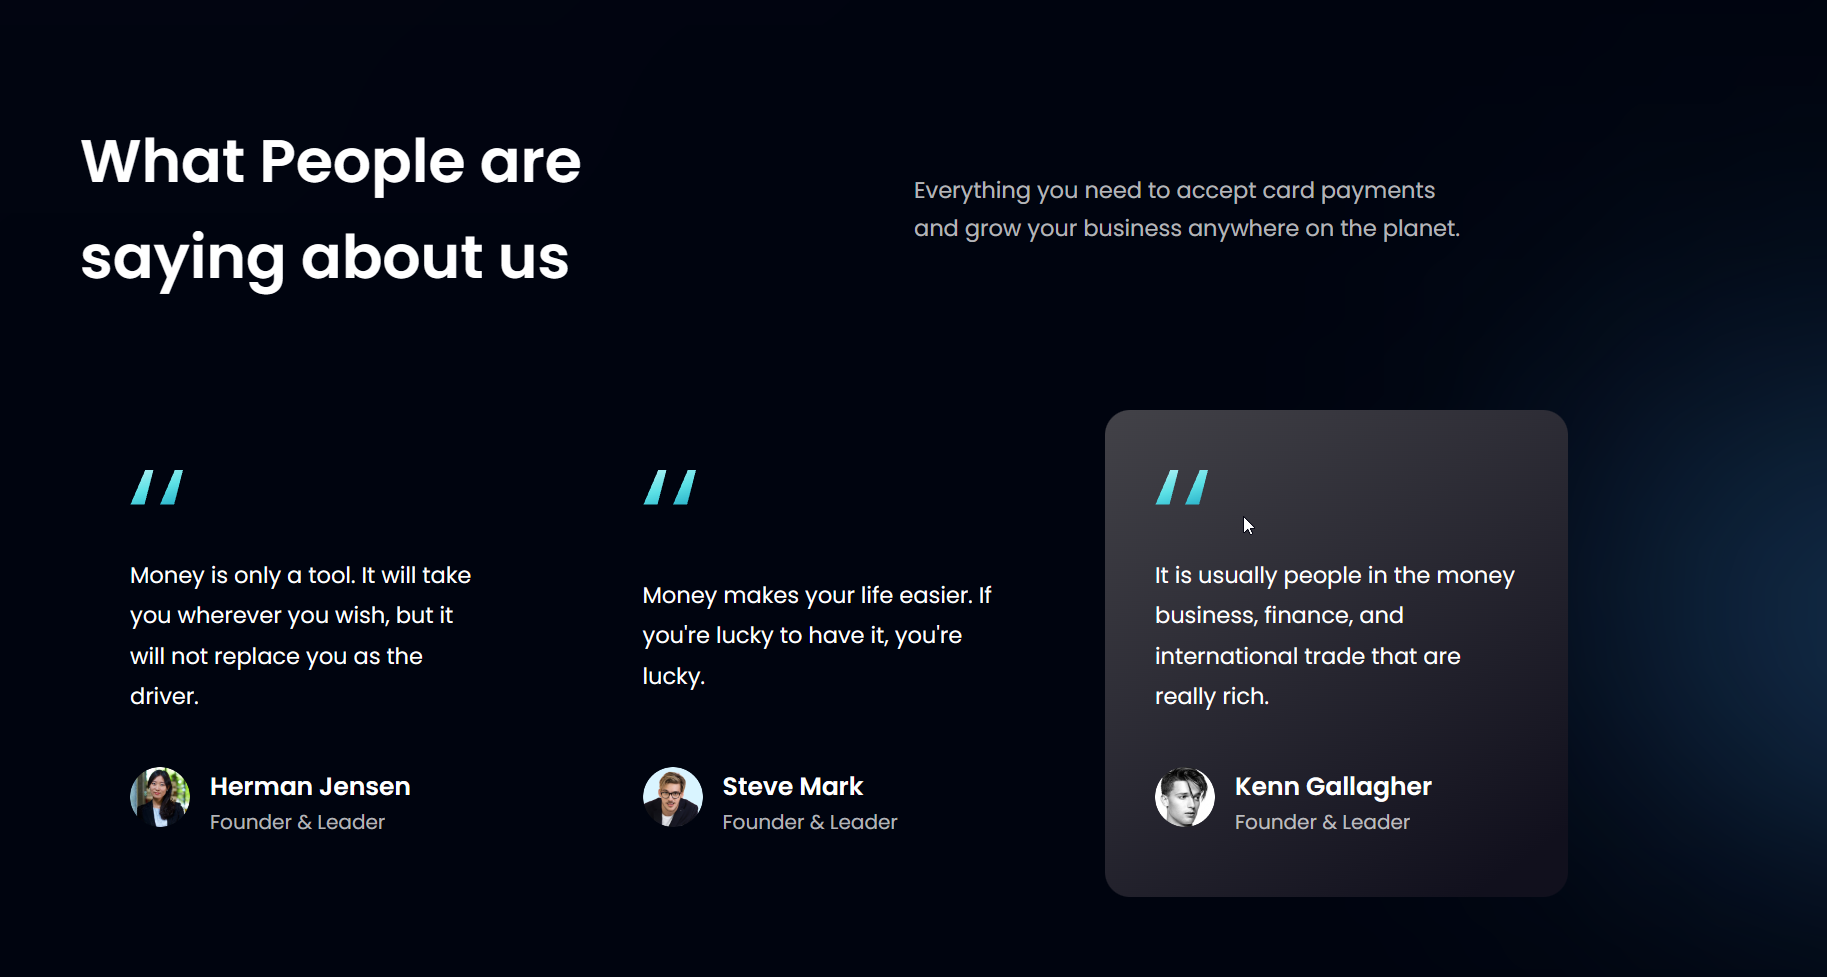 What People are
saying about us
Everything you need to accept card payments
and grow your business anywhere on the planet.
Money is only a tool. It will take
you wherever you wish, but it
will not replace you as the
driver.
Herman Jensen
Founder & Leader
Money makes your life easier. If
you're lucky to have it, you're
lucky.
Steve Mark
Founder & Leader
It is usually people in the money
business, finance, and
international trade that are
really rich.
Kenn Gallagher
Founder & Leader